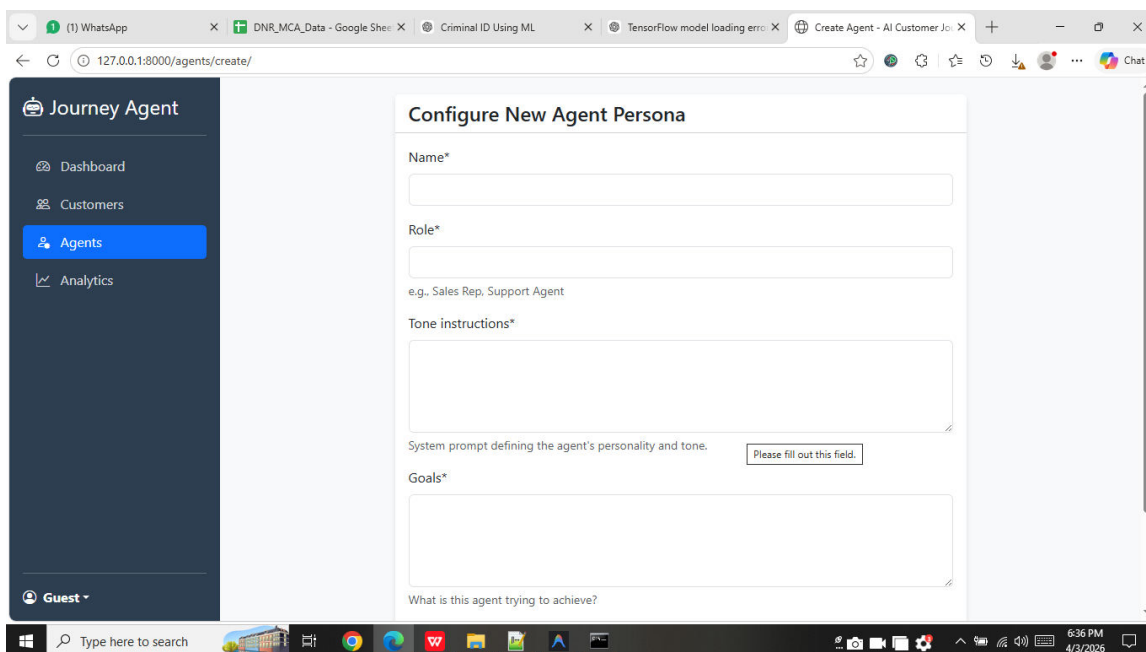 (1) WhatsApp
DNR_MCA_Data - Google Shee
Criminal ID Using ML
TensorFlow model loading erro
Create Agent - AI Customer Jo
127.0.0.1:8000/agents/create/
Chat
Journey Agent
Dashboard
Customers
Agents
Analytics
Guest
Configure New Agent Persona
Name*
Role*
e.g., Sales Rep, Support Agent
Tone instructions*
System prompt defining the agent's personality and tone.
Please fill out this field.
Goals*
What is this agent trying to achieve?
Type here to search
6:36 PM
4/3/2026